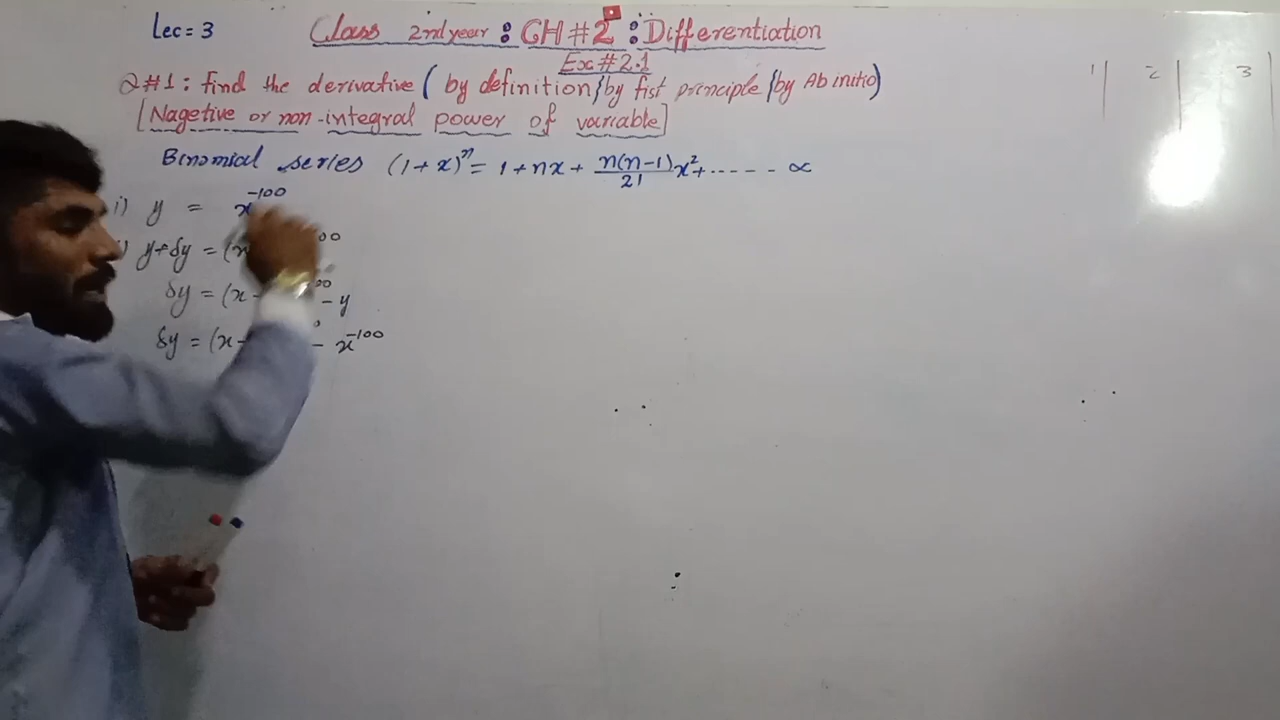 Lec = 3
Class 2nd year : CH # 2 : Differentiation
Ex # 2.1
Q#1: Find the derivative ( by definition / by fist principle / by Ab initio)
[Nagetive or non-integral power of variable]
1 | 2 | 3
Binomial series (1+x)^n = 1 + nx + n(n-1)/2! x² + ----- ∝
i) y = x^-100
y+δy = (x
δy = (x - y
δy = (x - x^-100